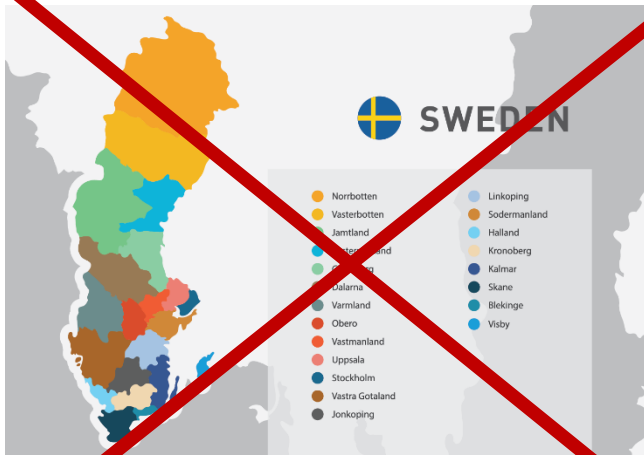 SWEDEN
Norrbotten
Vasterbotten
Jamtland
Dalarna
Varmland
Obero
Vastmanland
Uppsala
Stockholm
Vastra Gotaland
Jonkoping
Linkoping
Sodermanland
Halland
Kronoberg
Kalmar
Skane
Blekinge
Visby